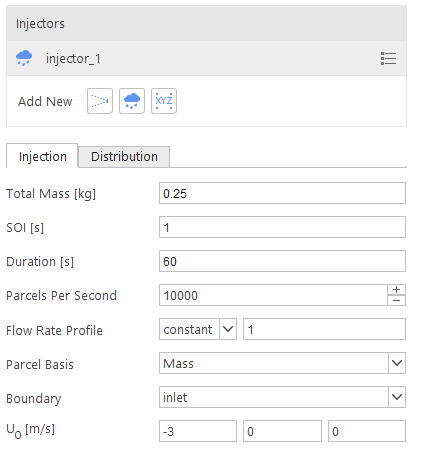 Injectors
injector_1
Add New XYZ
Injection Distribution
Total Mass [kg] 0.25
SOI [s] 1
Duration [s] 60
Parcels Per Second 10000
Flow Rate Profile constant 1
Parcel Basis Mass
Boundary inlet
U0 [m/s] -3 0 0